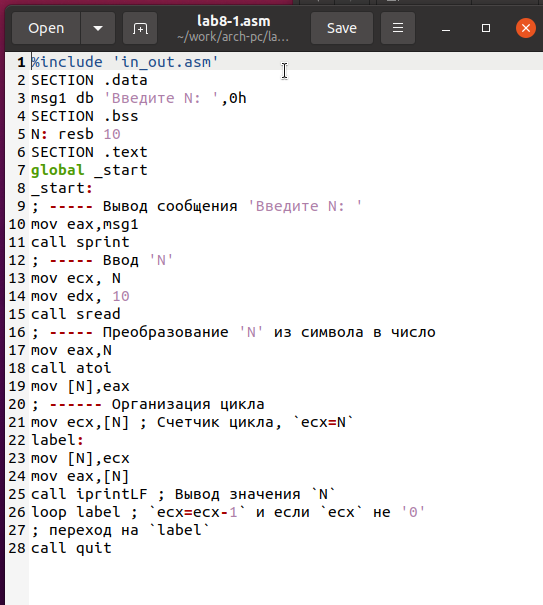 Open
lab8-1.asm
~/work/arch-pc/la...
Save
1 %include 'in_out.asm'
2 SECTION .data
3 msg1 db 'Введите N: ',0h
4 SECTION .bss
5 N: resb 10
6 SECTION .text
7 global _start
8 _start:
9 ; ----- Вывод сообщения 'Введите N: '
10 mov eax,msg1
11 call sprint
12 ; ----- Ввод 'N'
13 mov ecx, N
14 mov edx, 10
15 call sread
16 ; ----- Преобразование 'N' из символа в число
17 mov eax,N
18 call atoi
19 mov [N],eax
20 ; ------ Организация цикла
21 mov ecx,[N] ; Счетчик цикла, `ecx=N`
22 label:
23 mov [N],ecx
24 mov eax,[N]
25 call iprintLF ; Вывод значения `N`
26 loop label ; `ecx=ecx-1` и если `ecx` не '0'
27 ; переход на `label`
28 call quit